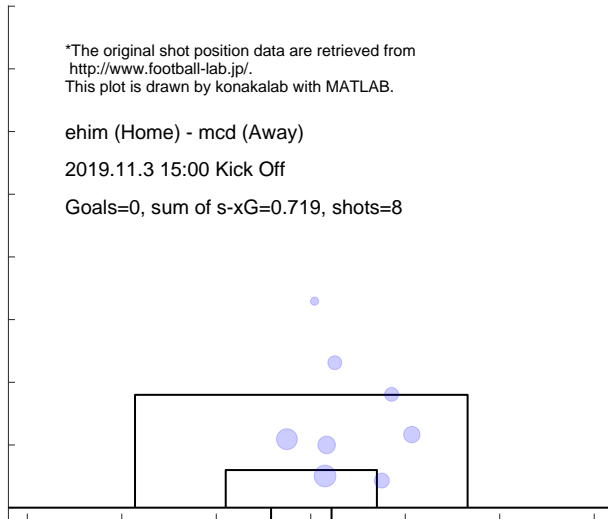 *The original shot position data are retrieved from
http://www.football-lab.jp/.
This plot is drawn by konakalab with MATLAB.
ehim (Home) - mcd (Away)
2019.11.3 15:00 Kick Off
Goals=0, sum of s-xG=0.719, shots=8